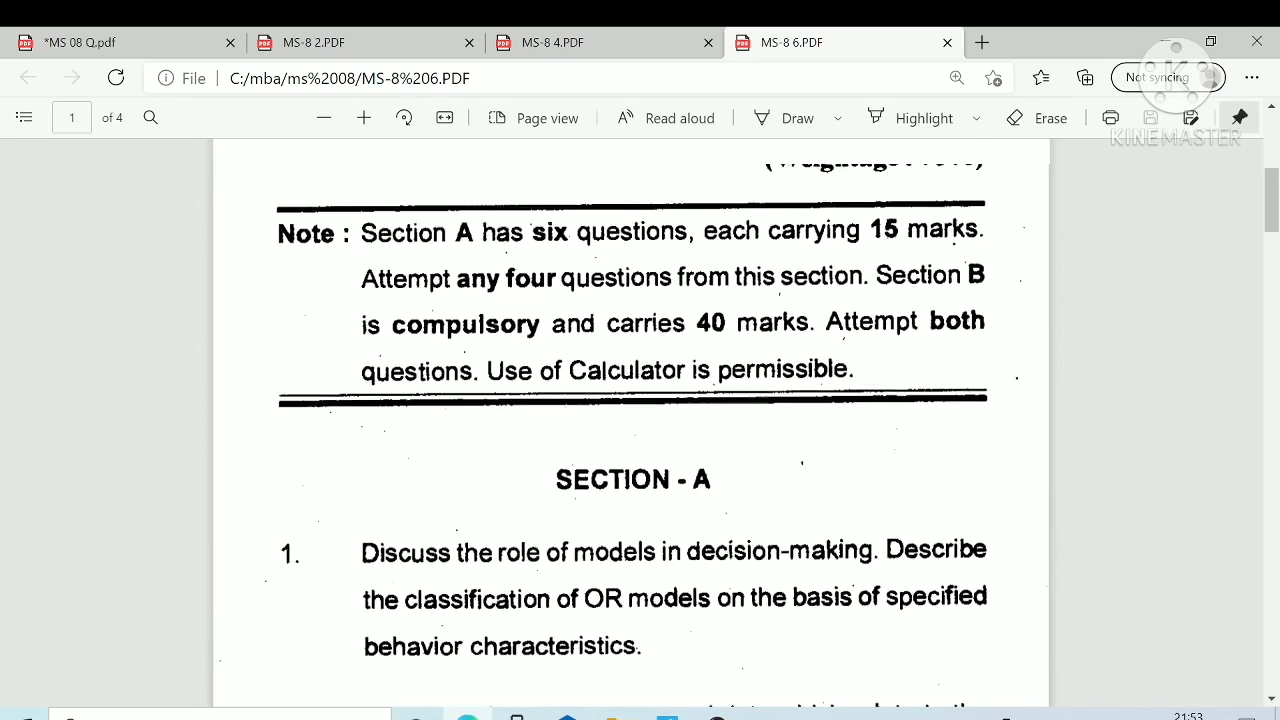 *MS 08 Q.pdf
MS-8 2.PDF
MS-8 4.PDF
MS-8 6.PDF
File C:/mba/ms%2008/MS-8%206.PDF
Not syncing
1 of 4
Page view
Read aloud
Draw
Highlight
Erase
KINEMASTER
Note : Section A has six questions, each carrying 15 marks.
Attempt any four questions from this section. Section B
is compulsory and carries 40 marks. Attempt both
questions. Use of Calculator is permissible.
SECTION - A
1. Discuss the role of models in decision-making. Describe
the classification of OR models on the basis of specified
behavior characteristics.
21:53